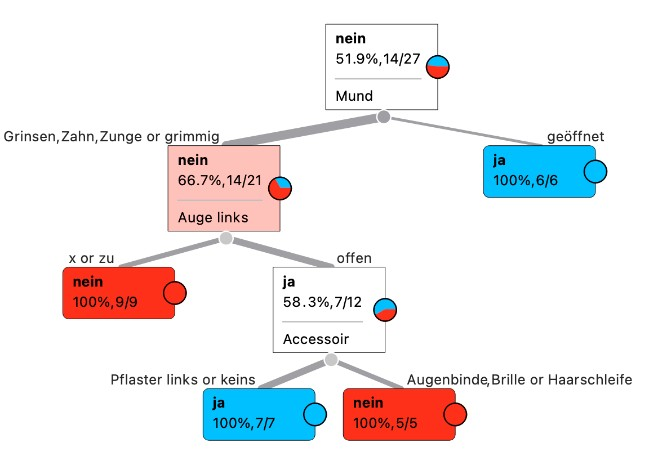 nein
51.9%,14/27
Mund
Grinsen,Zahn,Zunge or grimmig
geöffnet
nein
66.7%,14/21
Auge links
ja
100%,6/6
x or zu
offen
nein
100%,9/9
ja
58.3%,7/12
Accessoir
Pflaster links or keins
Augenbinde,Brille or Haarschleife
ja
100%,7/7
nein
100%,5/5